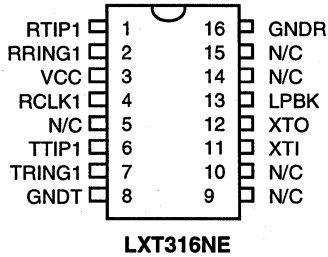 RTIP1 1 16 GNDR
RRING1 2 15 N/C
VCC 3 14 N/C
RCLK1 4 13 LPBK
N/C 5 12 XTO
TTIP1 6 11 XTI
TRING1 7 10 N/C
GNDT 8 9 N/C
LXT316NE